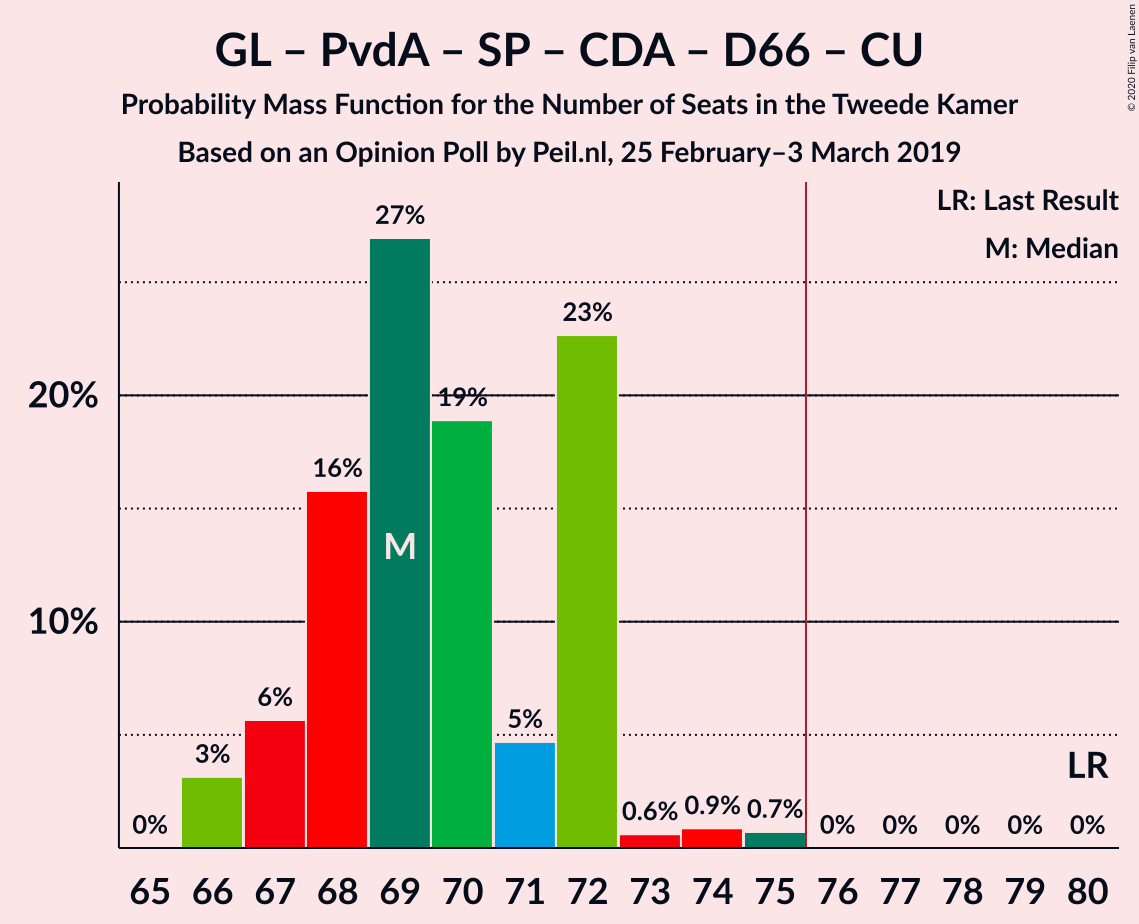 GL – PvdA – SP – CDA – D66 – CU
Probability Mass Function for the Number of Seats in the Tweede Kamer
Based on an Opinion Poll by Peil.nl, 25 February–3 March 2019
© 2020 Filip van Laenen
LR: Last Result
M: Median
27%
23%
20%
19%
16%
M
10%
6%
5%
3%
LR
0%
0.6%
0.9%
0.7%
0%
0%
0%
0%
0%
65 66 67 68 69 70 71 72 73 74 75 76 77 78 79 80